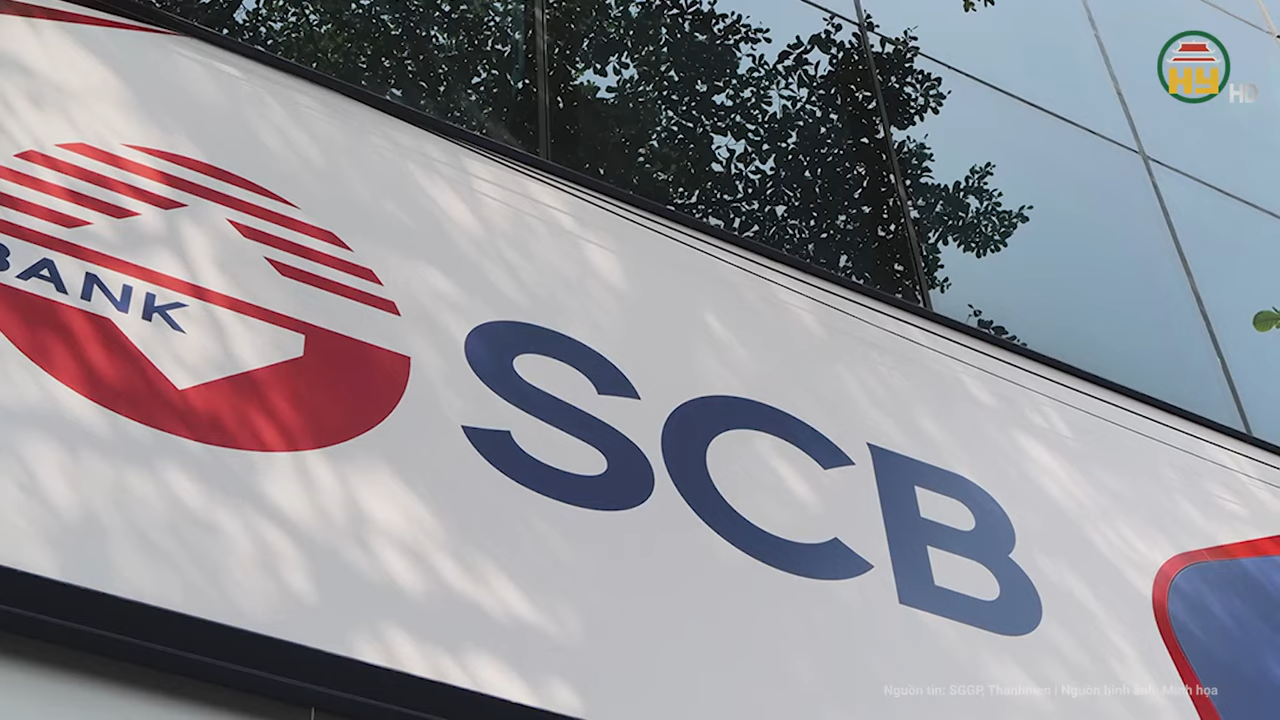 HY
HD
BANK
SCB
Nguồn tin: SGGP, Thanhnien | Nguồn hình ảnh: Minh họa